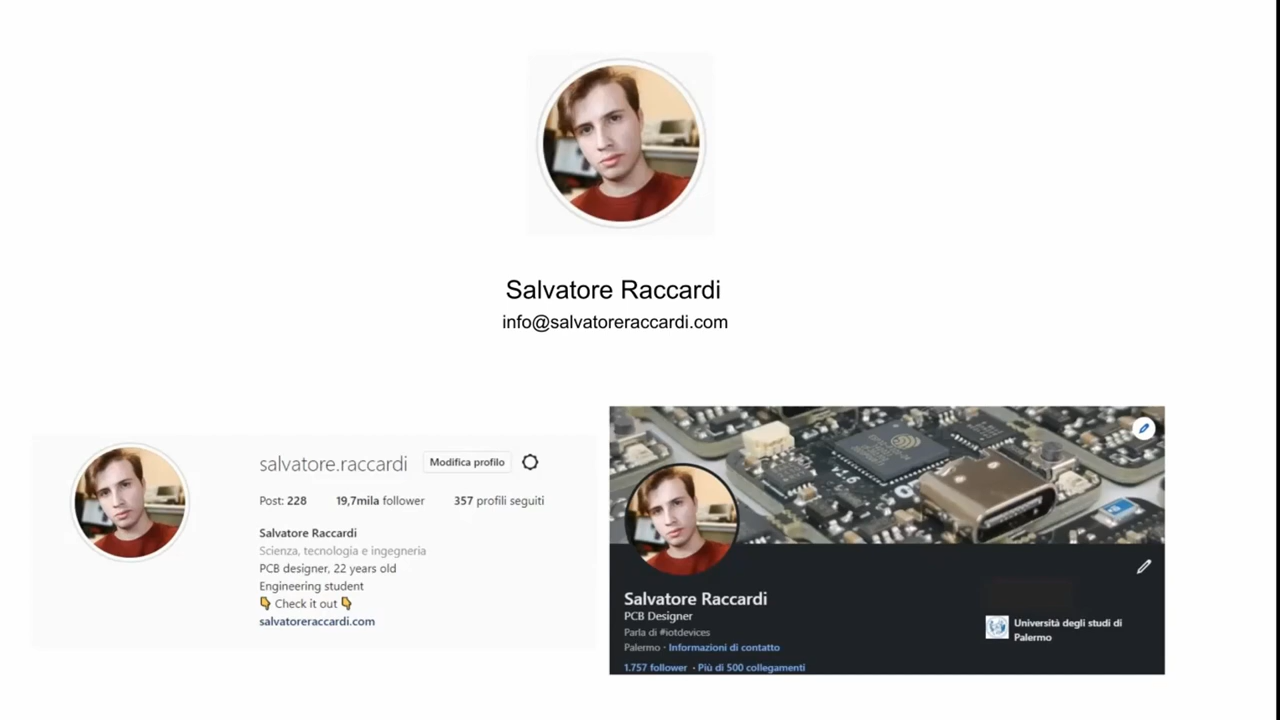 Salvatore Raccardi
info@salvatoreraccardi.com
salvatore.raccardi Modifica profilo
Post: 228 19,7mila follower 357 profili seguiti
Salvatore Raccardi
Scienza, tecnologia e ingegneria
PCB designer, 22 years old
Engineering student
👇 Check it out 👇
salvatoreraccardi.com
Salvatore Raccardi
PCB Designer
Parla di #iotdevices
Palermo · Informazioni di contatto
1.757 follower · Più di 500 collegamenti
Università degli studi di
Palermo